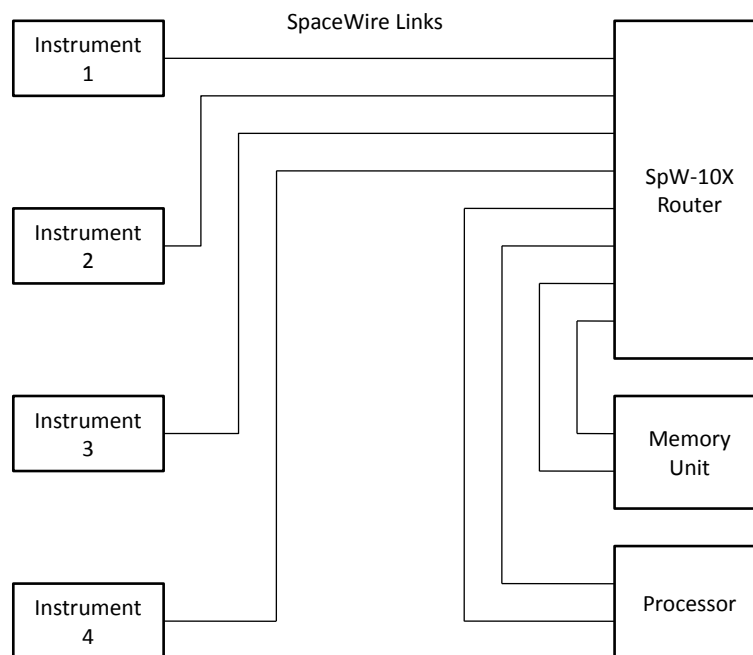 SpaceWire Links
Instrument
1
Instrument
2
Instrument
3
Instrument
4
SpW-10X
Router
Memory
Unit
Processor